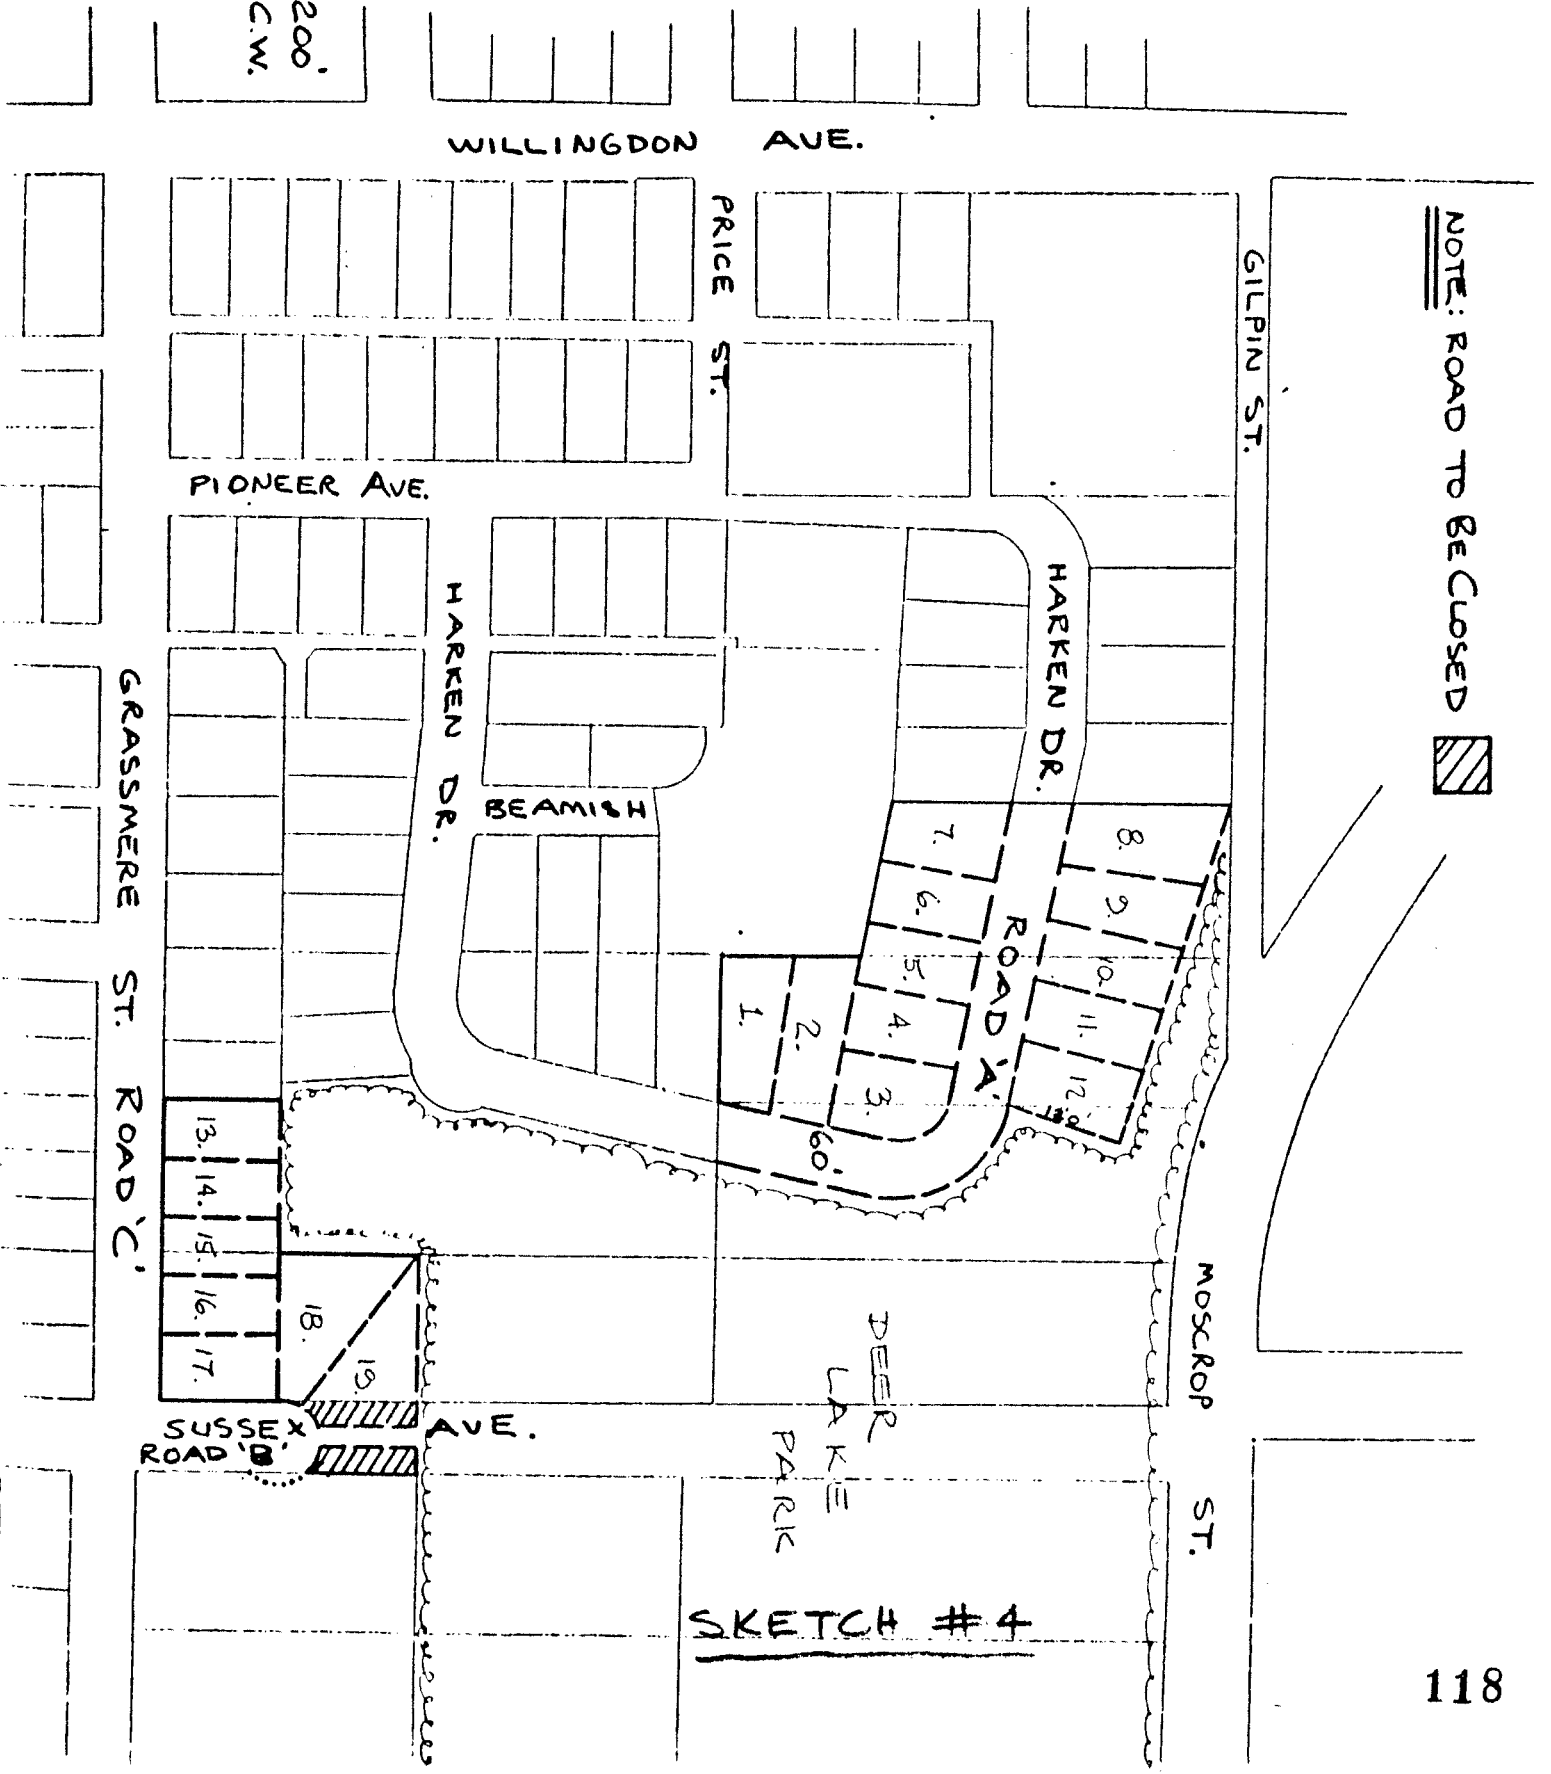 200'
C.W.
WILLINGDON AVE.
PRICE ST.
GILPIN ST.
NOTE: ROAD TO BE CLOSED
PIONEER AVE.
HARKEN DR.
HARKEN DR.
BEAMISH
GRASSMERE ST. ROAD 'C'
ROAD 'A'
7.
6.
5.
4.
3.
8.
9.
10.
11.
12.
1.
2.
60'
13.
14.
15.
16.
17.
18.
19.
SUSSEX AVE.
ROAD 'B'
MOSCROP ST.
DEER
LAKE
PARK
SKETCH #4
118